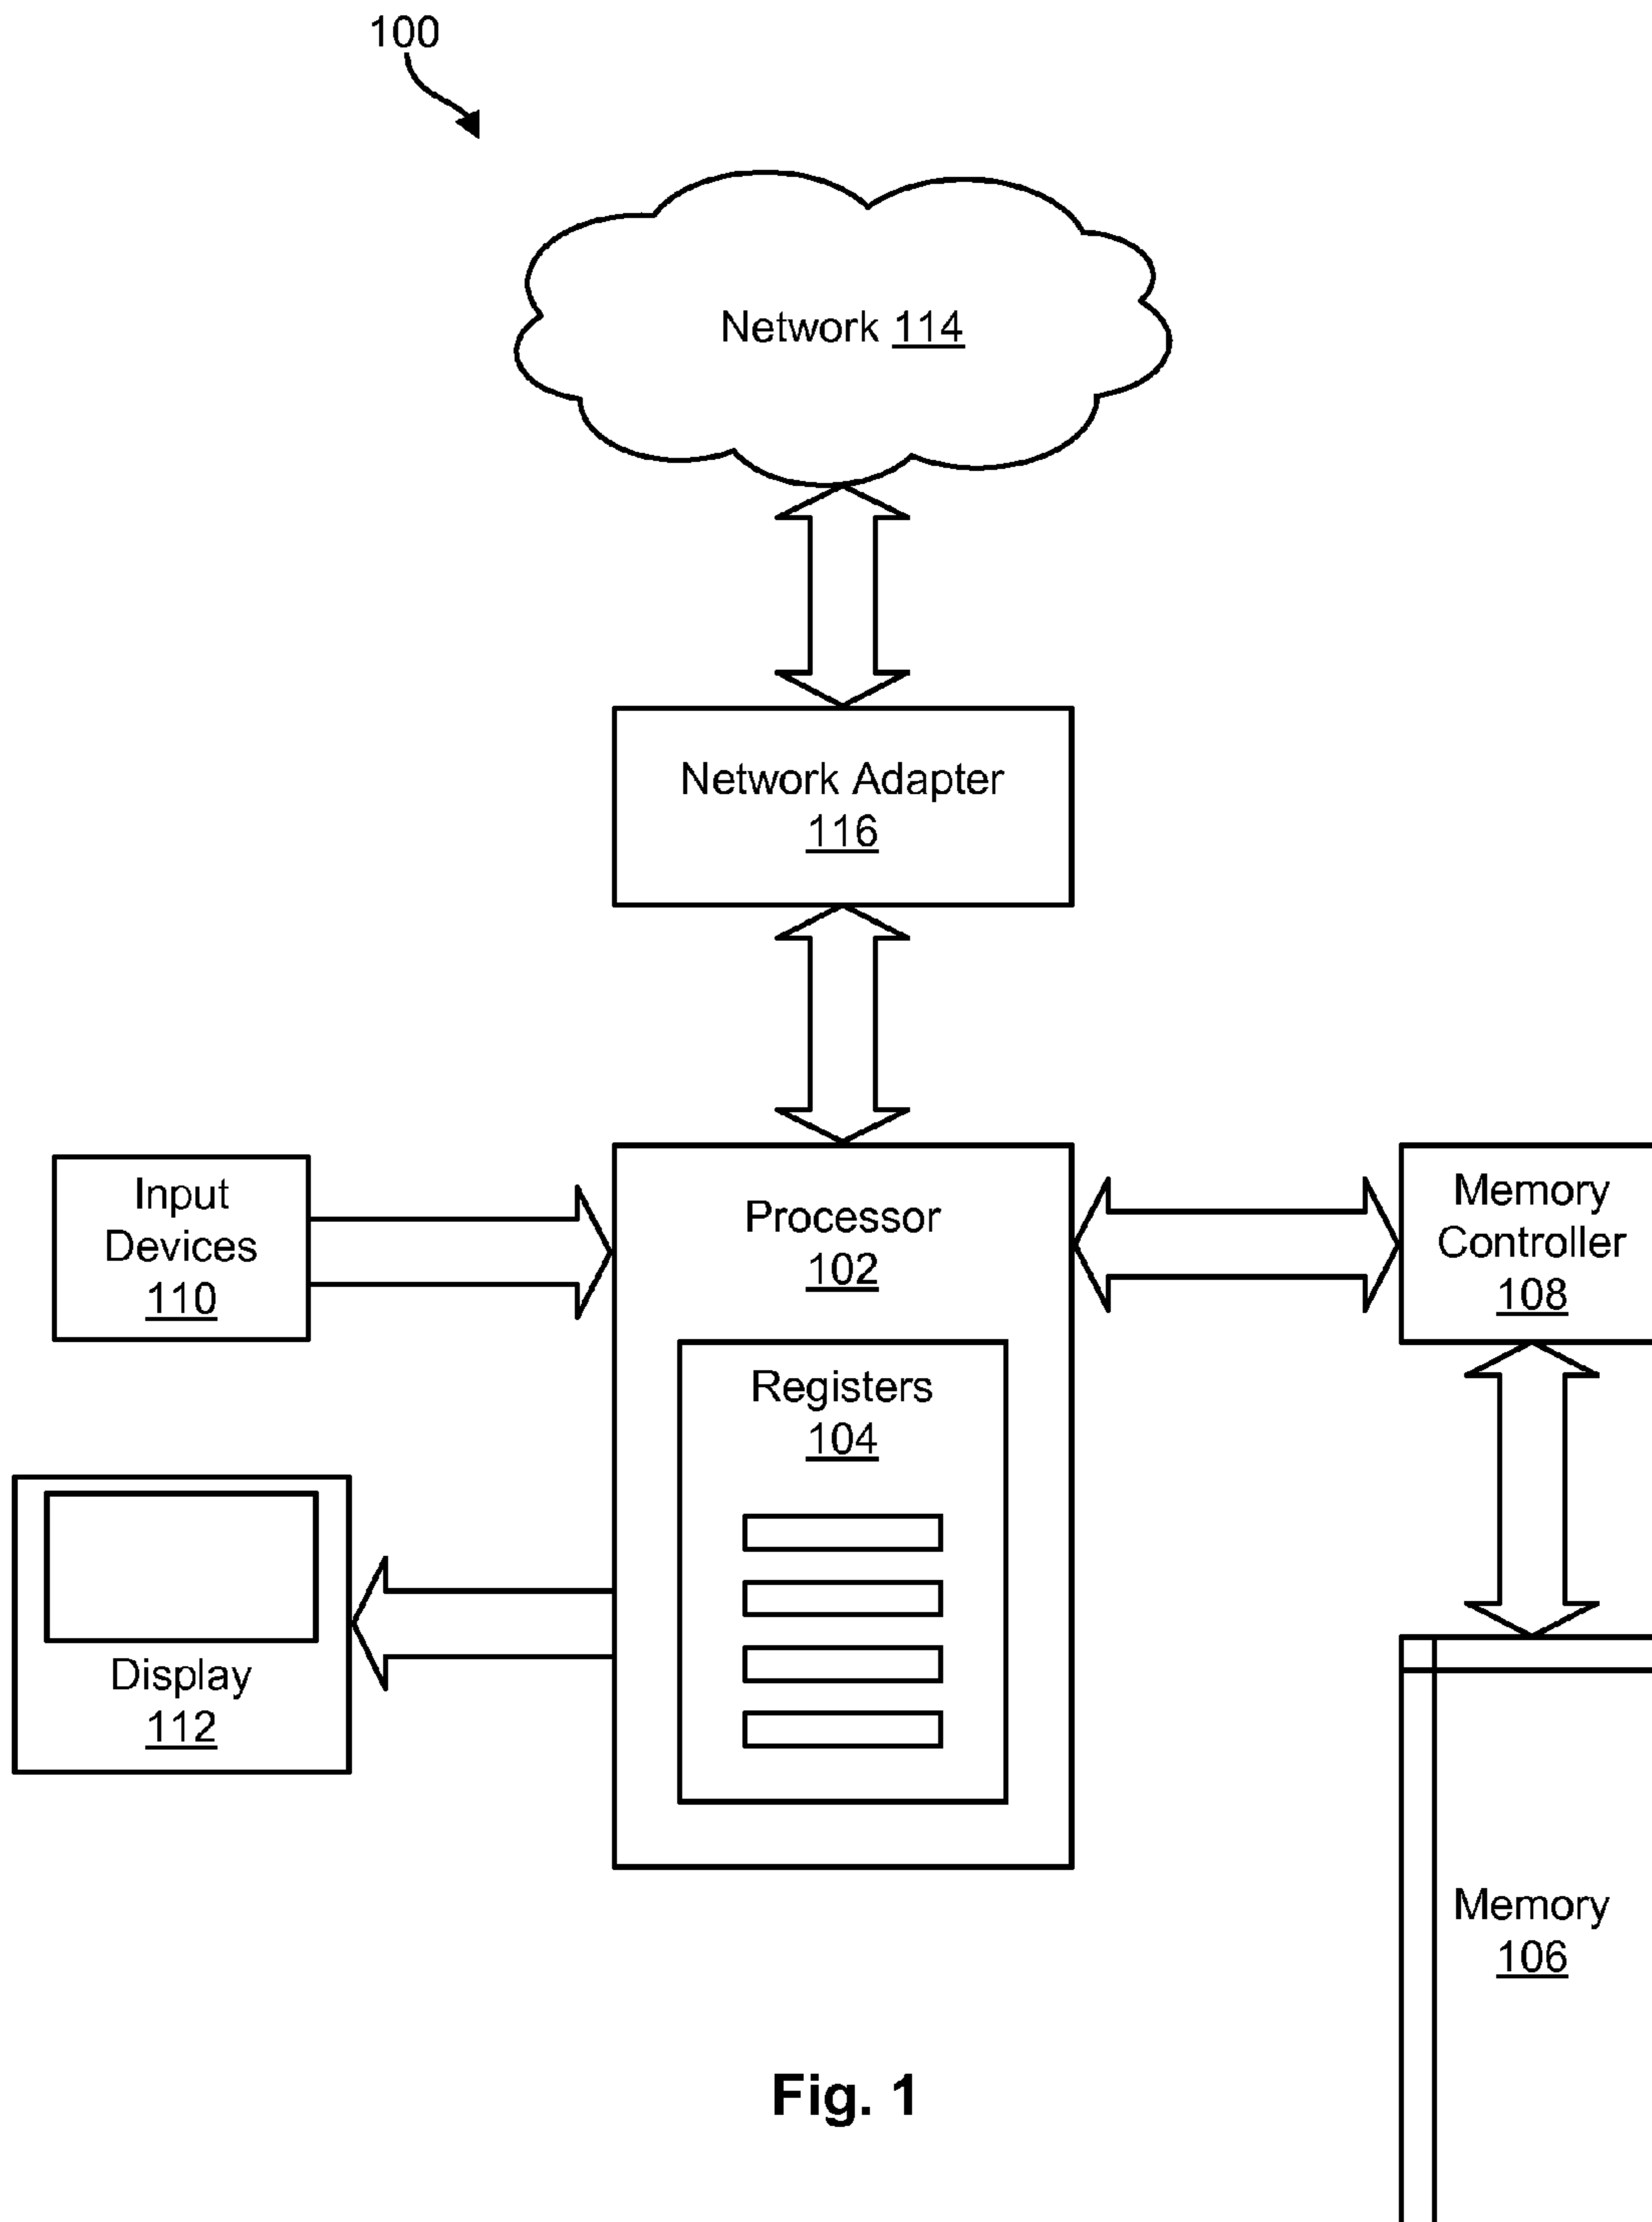 100
Network 114
Network Adapter
116
Input
Devices
110
Processor
102
Memory
Controller
108
Registers
104
Display
112
Memory
106
Fig. 1